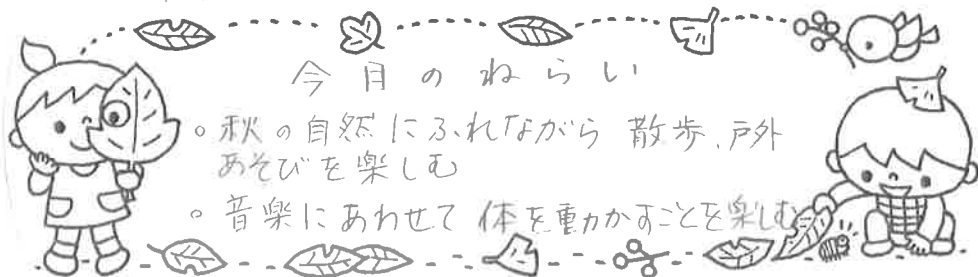 今月のねらい
。秋の自然にふれながら 散歩、戸外
あそびを楽しむ
。音楽にあわせて 体を動かすことを楽しむ